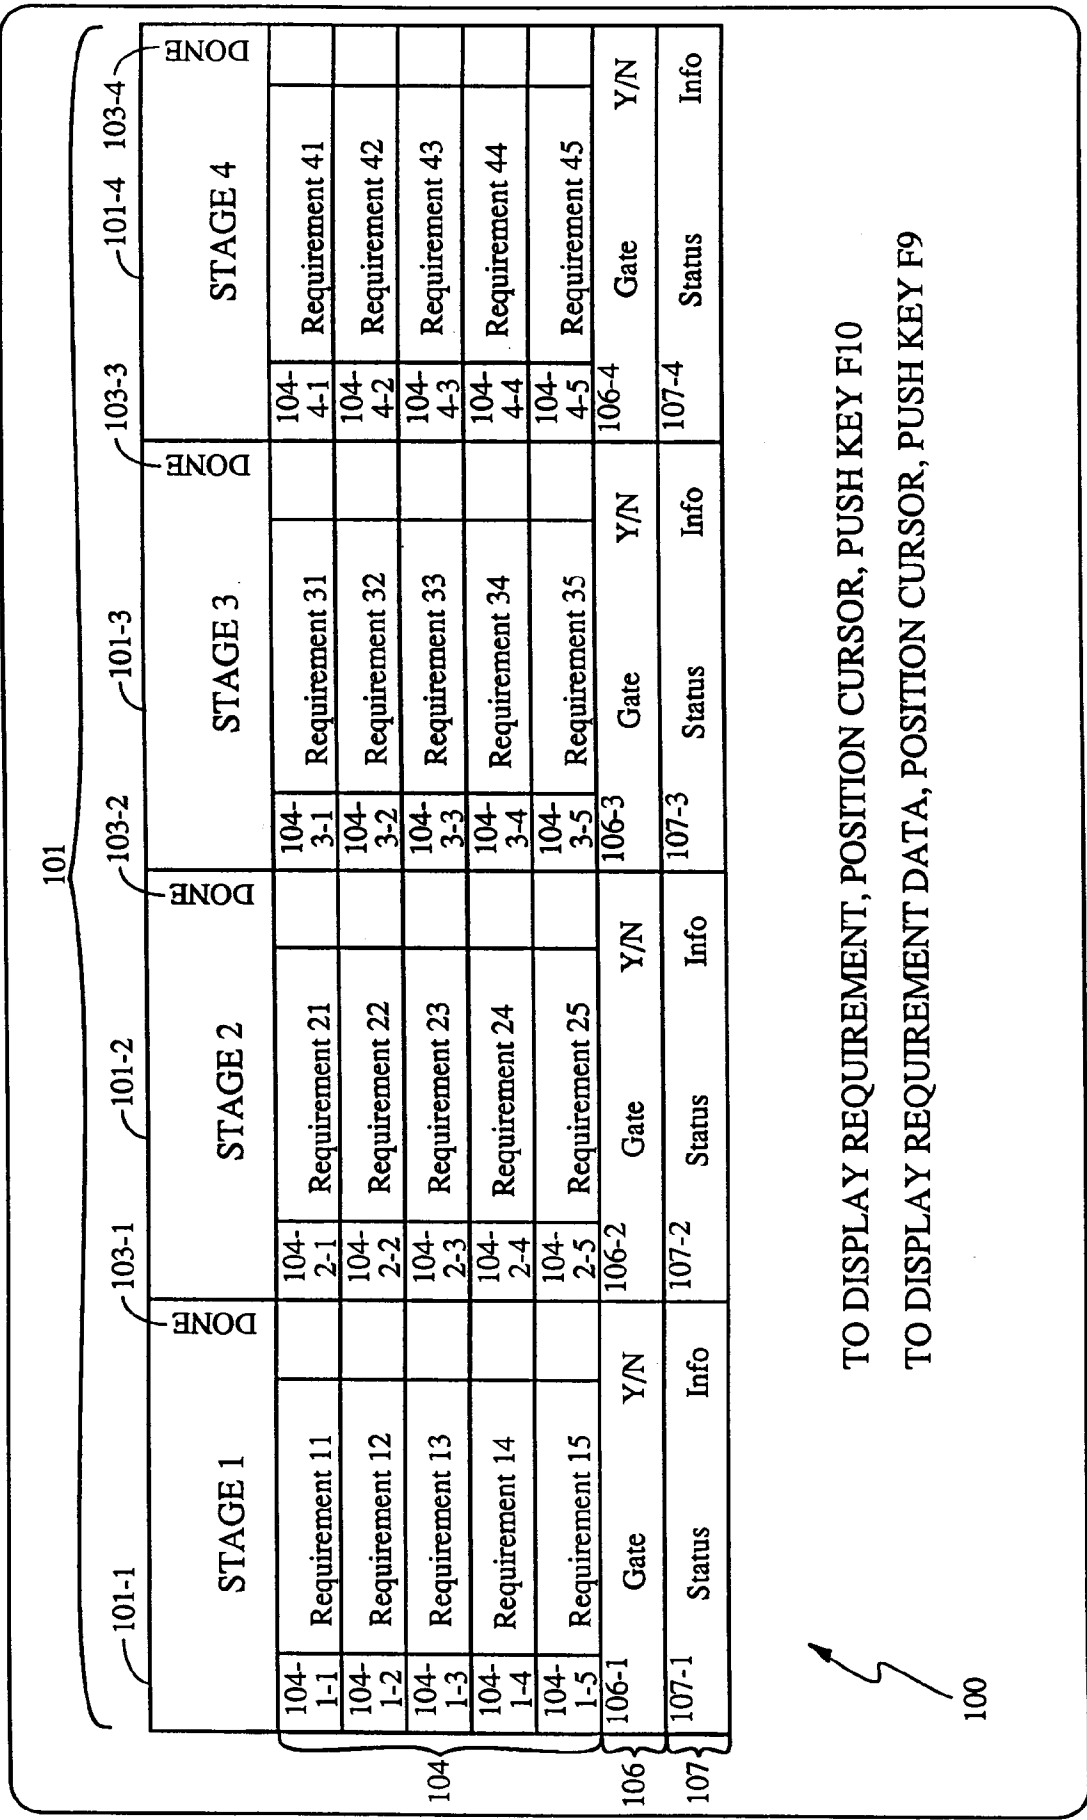 101
101-1 103-1 101-2 103-2 101-3 103-3 101-4 103-4
STAGE 1 DONE STAGE 2 DONE STAGE 3 DONE STAGE 4 DONE
104-1-1 Requirement 11 104-2-1 Requirement 21 104-3-1 Requirement 31 104-4-1 Requirement 41
104-1-2 Requirement 12 104-2-2 Requirement 22 104-3-2 Requirement 32 104-4-2 Requirement 42
104 104-1-3 Requirement 13 104-2-3 Requirement 23 104-3-3 Requirement 33 104-4-3 Requirement 43
104-1-4 Requirement 14 104-2-4 Requirement 24 104-3-4 Requirement 34 104-4-4 Requirement 44
104-1-5 Requirement 15 104-2-5 Requirement 25 104-3-5 Requirement 35 104-4-5 Requirement 45
106 106-1 Gate Y/N 106-2 Gate Y/N 106-3 Gate Y/N 106-4 Gate Y/N
107 107-1 Status Info 107-2 Status Info 107-3 Status Info 107-4 Status Info
TO DISPLAY REQUIREMENT, POSITION CURSOR, PUSH KEY F10
TO DISPLAY REQUIREMENT DATA, POSITION CURSOR, PUSH KEY F9
100